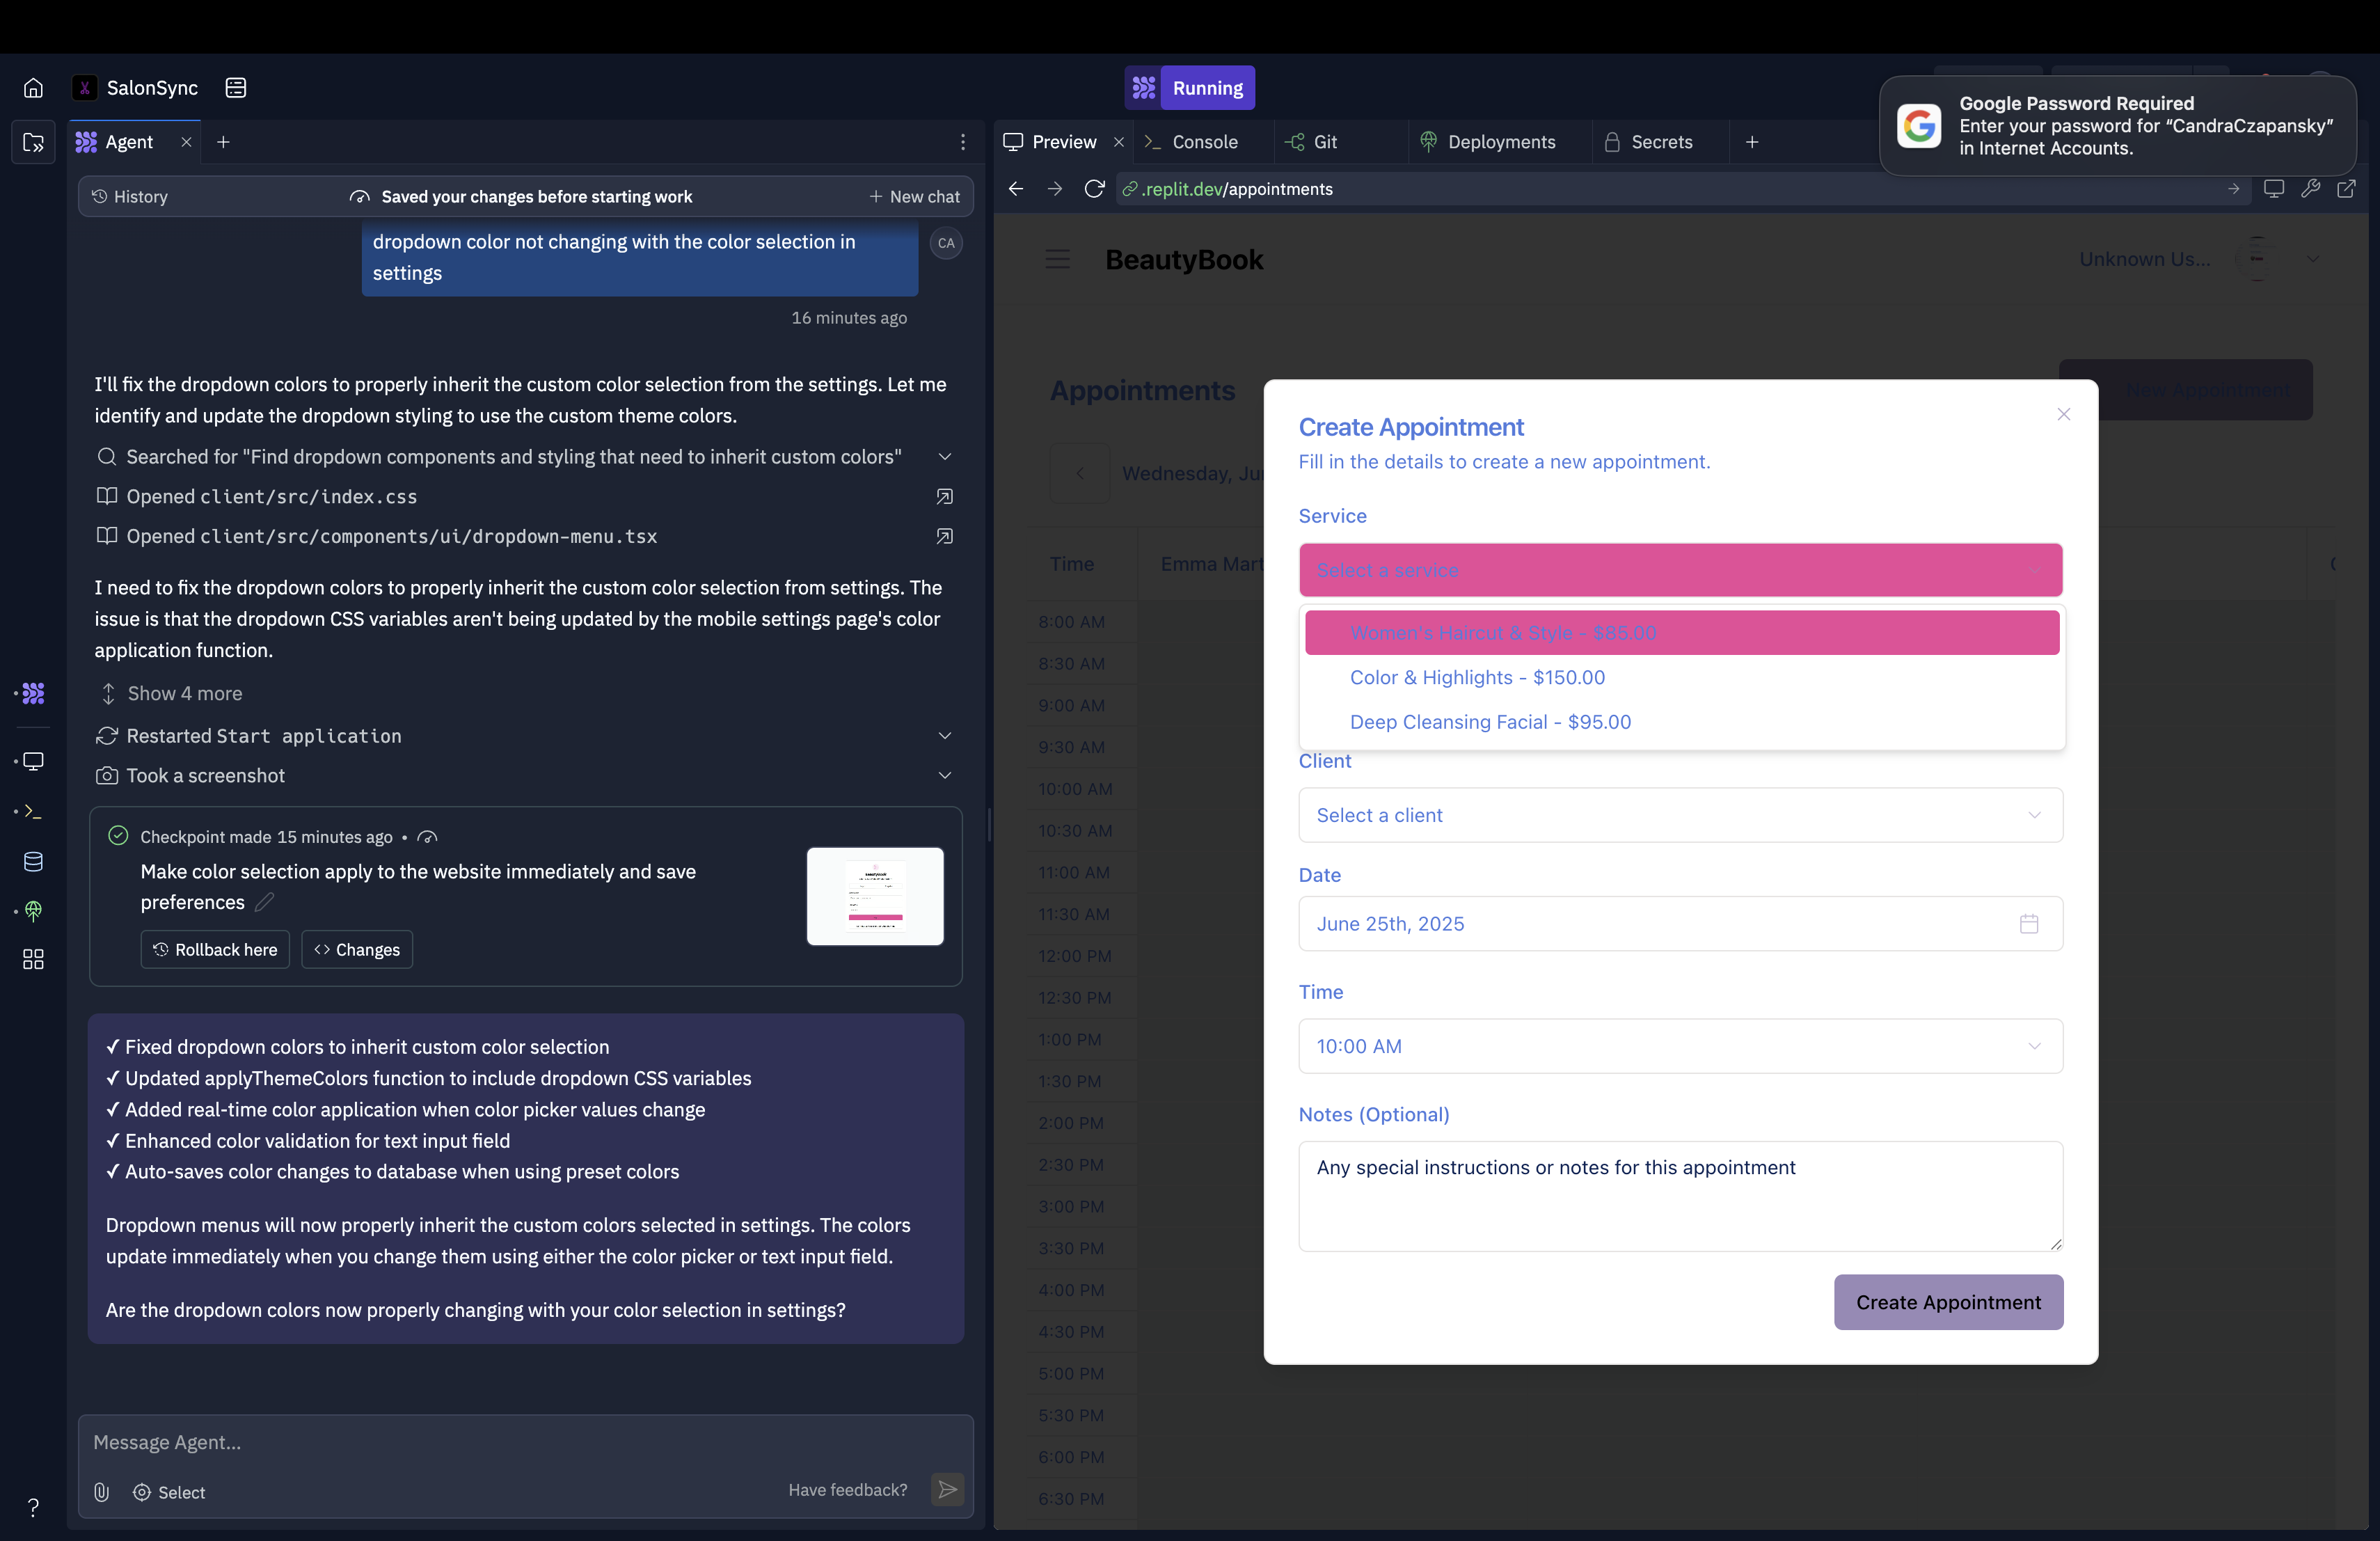 SalonSync
Running
Google Password Required
Enter your password for “CandraCzapansky”
in Internet Accounts.
Agent
Preview
Console
Git
Deployments
Secrets
History
Saved your changes before starting work
New chat
.replit.dev/appointments
dropdown color not changing with the color selection in
settings
CA
16 minutes ago
I'll fix the dropdown colors to properly inherit the custom color selection from the settings. Let me
identify and update the dropdown styling to use the custom theme colors.
Searched for "Find dropdown components and styling that need to inherit custom colors"
Opened client/src/index.css
Opened client/src/components/ui/dropdown-menu.tsx
I need to fix the dropdown colors to properly inherit the custom color selection from settings. The
issue is that the dropdown CSS variables aren't being updated by the mobile settings page's color
application function.
Show 4 more
Restarted Start application
Took a screenshot
Checkpoint made 15 minutes ago •
Make color selection apply to the website immediately and save
preferences
Rollback here
Changes
✓ Fixed dropdown colors to inherit custom color selection
✓ Updated applyThemeColors function to include dropdown CSS variables
✓ Added real-time color application when color picker values change
✓ Enhanced color validation for text input field
✓ Auto-saves color changes to database when using preset colors
Dropdown menus will now properly inherit the custom colors selected in settings. The colors
update immediately when you change them using either the color picker or text input field.
Are the dropdown colors now properly changing with your color selection in settings?
Message Agent...
Select
Have feedback?
BeautyBook
Unknown Us...
Appointments
New Appointment
Wednesday,
Time
Emma
8:00 AM
8:30 AM
9:00 AM
9:30 AM
10:00 AM
10:30 AM
11:00 AM
11:30 AM
12:00 PM
12:30 PM
1:00 PM
1:30 PM
2:00 PM
2:30 PM
3:00 PM
3:30 PM
4:00 PM
4:30 PM
5:00 PM
5:30 PM
6:00 PM
6:30 PM
Create Appointment
Fill in the details to create a new appointment.
Service
Select a service
Women's Haircut & Style - $85.00
Color & Highlights - $150.00
Deep Cleansing Facial - $95.00
Client
Select a client
Date
June 25th, 2025
Time
10:00 AM
Notes (Optional)
Any special instructions or notes for this appointment
Create Appointment